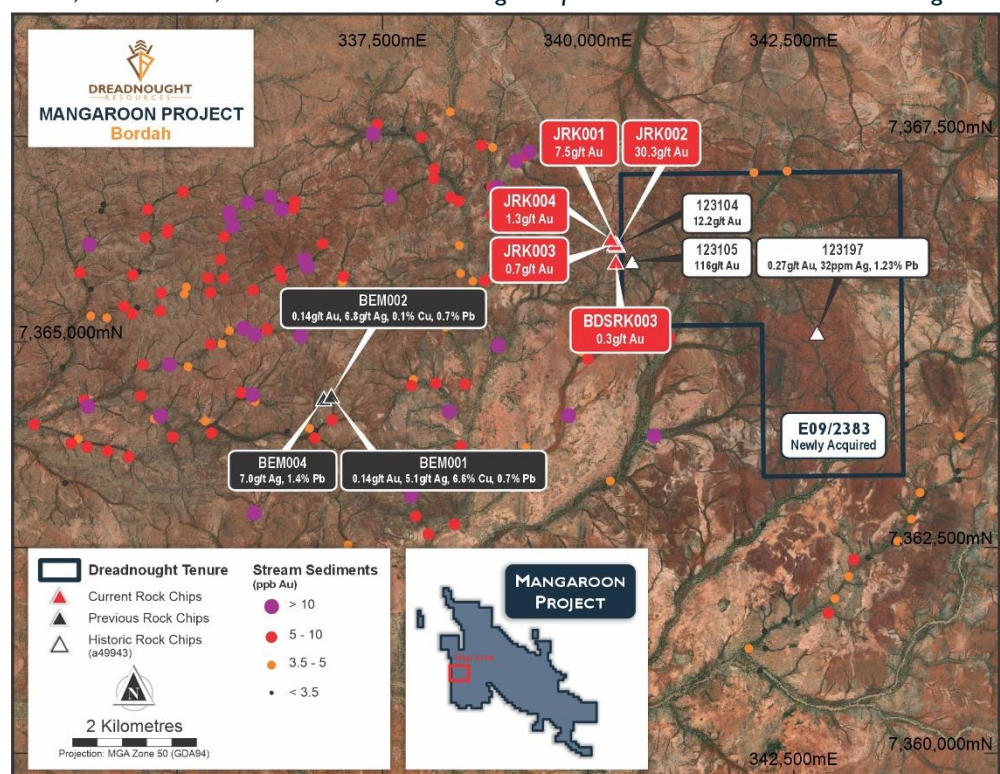 337,500mE
340,000mE
342,500mE
DREADNOUGHT
RESOURCES
MANGAROON PROJECT
Bordah
7,367,500mN
JRK001
7.5g/t Au
JRK002
30.3g/t Au
JRK004
1.3g/t Au
123104
12.2g/t Au
JRK003
0.7g/t Au
123105
116g/t Au
123197
0.27g/t Au, 32ppm Ag, 1.23% Pb
BEM002
0.14g/t Au, 6.8g/t Ag, 0.1% Cu, 0.7% Pb
BDSRK003
0.3g/t Au
7,365,000mN
E09/2383
Newly Acquired
BEM004
7.0g/t Ag, 1.4% Pb
BEM001
0.14g/t Au, 5.1g/t Ag, 6.6% Cu, 0.7% Pb
7,362,500mN
Dreadnought Tenure
Current Rock Chips
Previous Rock Chips
Historic Rock Chips
(a49943)
N
2 Kilometres
Projection: MGA Zone 50 (GDA94)
Stream Sediments
(ppb Au)
> 10
5 - 10
3.5 - 5
< 3.5
MANGAROON
PROJECT
7,360,000mN
342,500mE